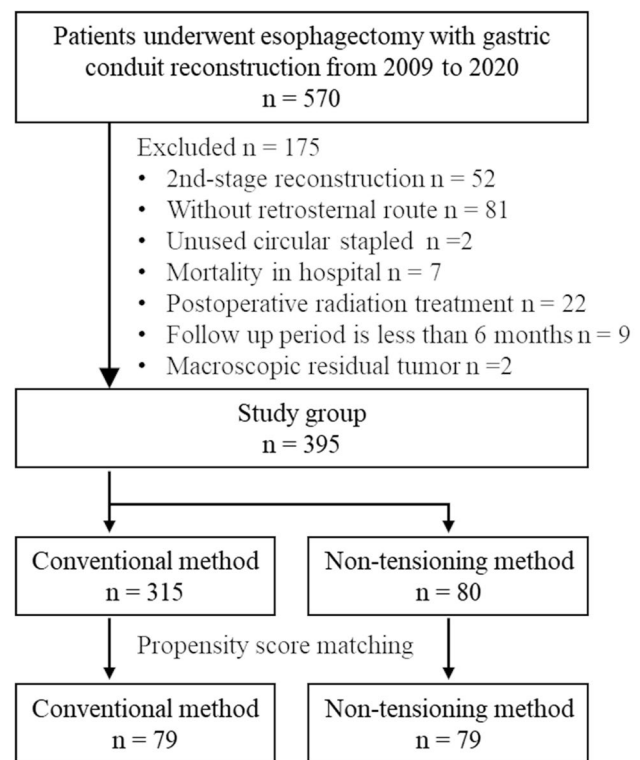 Patients underwent esophagectomy with gastric
conduit reconstruction from 2009 to 2020
n = 570
Excluded n = 175
• 2nd-stage reconstruction n = 52
• Without retrosternal route n = 81
• Unused circular stapled n =2
• Mortality in hospital n = 7
• Postoperative radiation treatment n = 22
• Follow up period is less than 6 months n = 9
• Macroscopic residual tumor n =2
Study group
n = 395
Conventional method
n = 315
Non-tensioning method
n = 80
Propensity score matching
Conventional method
n = 79
Non-tensioning method
n = 79